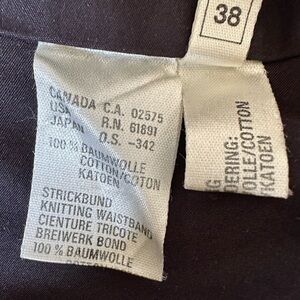 38
CANADA C.A. 02575
USA R.N. 61891
JAPAN O.S. -342
100 % BAUMWOLLE
COTTON/COTON
KATOEN
STRICKBUND
KNITTING WAISTBAND
CIENTURE TRICOTE
BREIWERK BOND
100 % BAUMWOLLE
DERING:
OLLE/COTTON
KATOEN